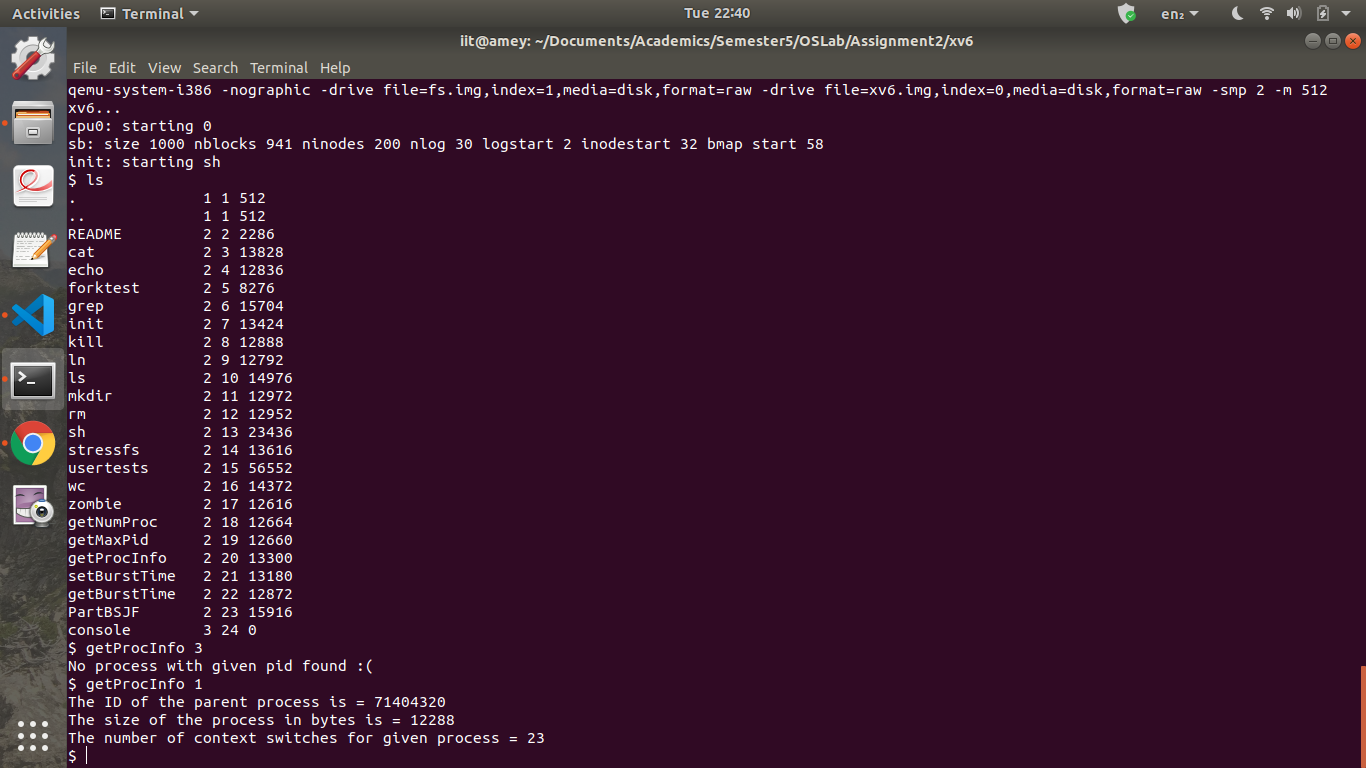 Activities Terminal Tue 22:40 en₂
iit@amey: ~/Documents/Academics/Semester5/OSLab/Assignment2/xv6
File Edit View Search Terminal Help
qemu-system-i386 -nographic -drive file=fs.img,index=1,media=disk,format=raw -drive file=xv6.img,index=0,media=disk,format=raw -smp 2 -m 512
xv6...
cpu0: starting 0
sb: size 1000 nblocks 941 ninodes 200 nlog 30 logstart 2 inodestart 32 bmap start 58
init: starting sh
$ ls
.              1 1 512
..             1 1 512
README         2 2 2286
cat            2 3 13828
echo           2 4 12836
forktest       2 5 8276
grep           2 6 15704
init           2 7 13424
kill           2 8 12888
ln             2 9 12792
ls             2 10 14976
mkdir          2 11 12972
rm             2 12 12952
sh             2 13 23436
stressfs       2 14 13616
usertests      2 15 56552
wc             2 16 14372
zombie         2 17 12616
getNumProc     2 18 12664
getMaxPid      2 19 12660
getProcInfo    2 20 13300
setBurstTime   2 21 13180
getBurstTime   2 22 12872
PartBSJF       2 23 15916
console        3 24 0
$ getProcInfo 3
No process with given pid found :(
$ getProcInfo 1
The ID of the parent process is = 71404320
The size of the process in bytes is = 12288
The number of context switches for given process = 23
$